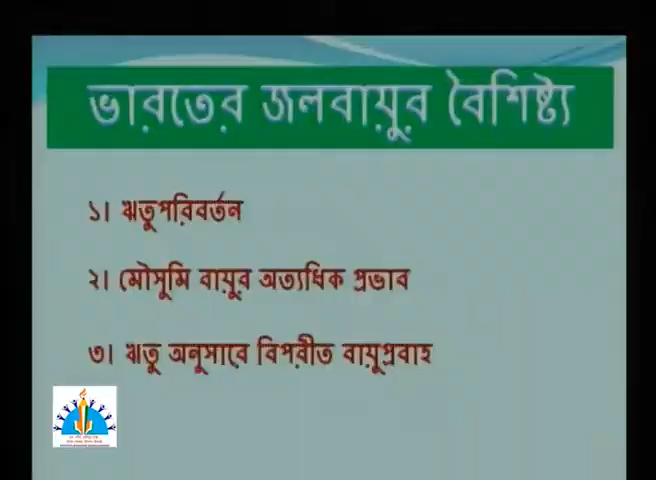 ভারতের জলবায়ুর বৈশিষ্ট্য
১। ঋতুপরিবর্তন
২। মৌসুমি বায়ুর অত্যধিক প্রভাব
৩। ঋতু অনুসারে বিপরীত বায়ুপ্রবাহ